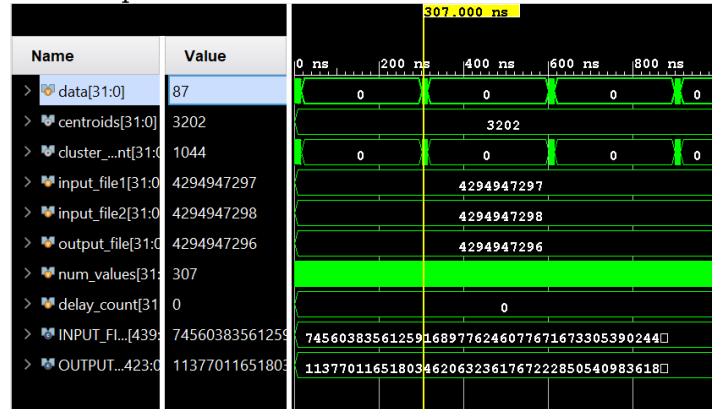 307.000 ns
Name Value
0 ns 200 ns 400 ns 600 ns 800 ns
data[31:0] 87 0 0 0 0
centroids[31:0] 3202 3202
cluster_...nt[31:0 1044 0 0 0 0
input_file1[31:0 4294947297 4294947297
input_file2[31:0 4294947298 4294947298
output_file[31:0 4294947296 4294947296
num_values[31: 307
delay_count[31 0 0
INPUT_FI...[439: 74560383561259 745603835612591689776246077671673305390244□
OUTPUT...423:0 11377011651803 113770116518034620632361767222850540983618□